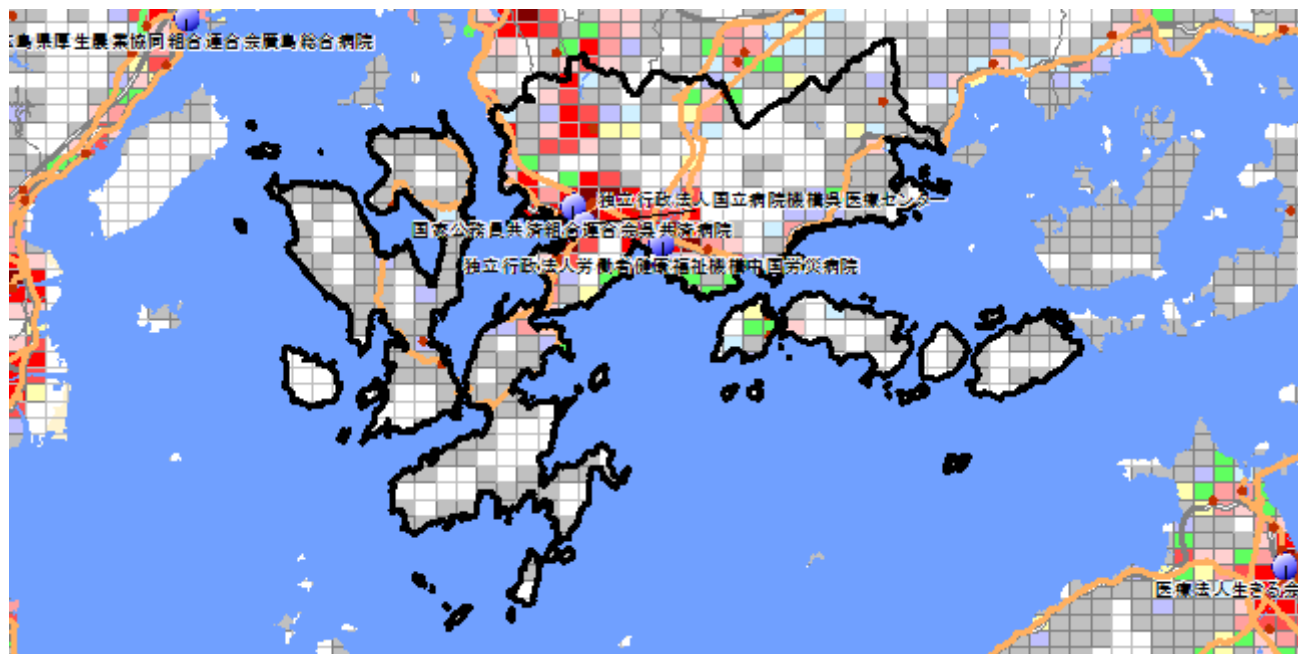 島県厚生農業協同組合連合会廣島総合病院
独立行政法人国立病院機構呉医療センター
国家公務員共済組合連合会呉共済病院
独立行政法人労働者健康福祉機構中国労災病院
医療法人生きる会